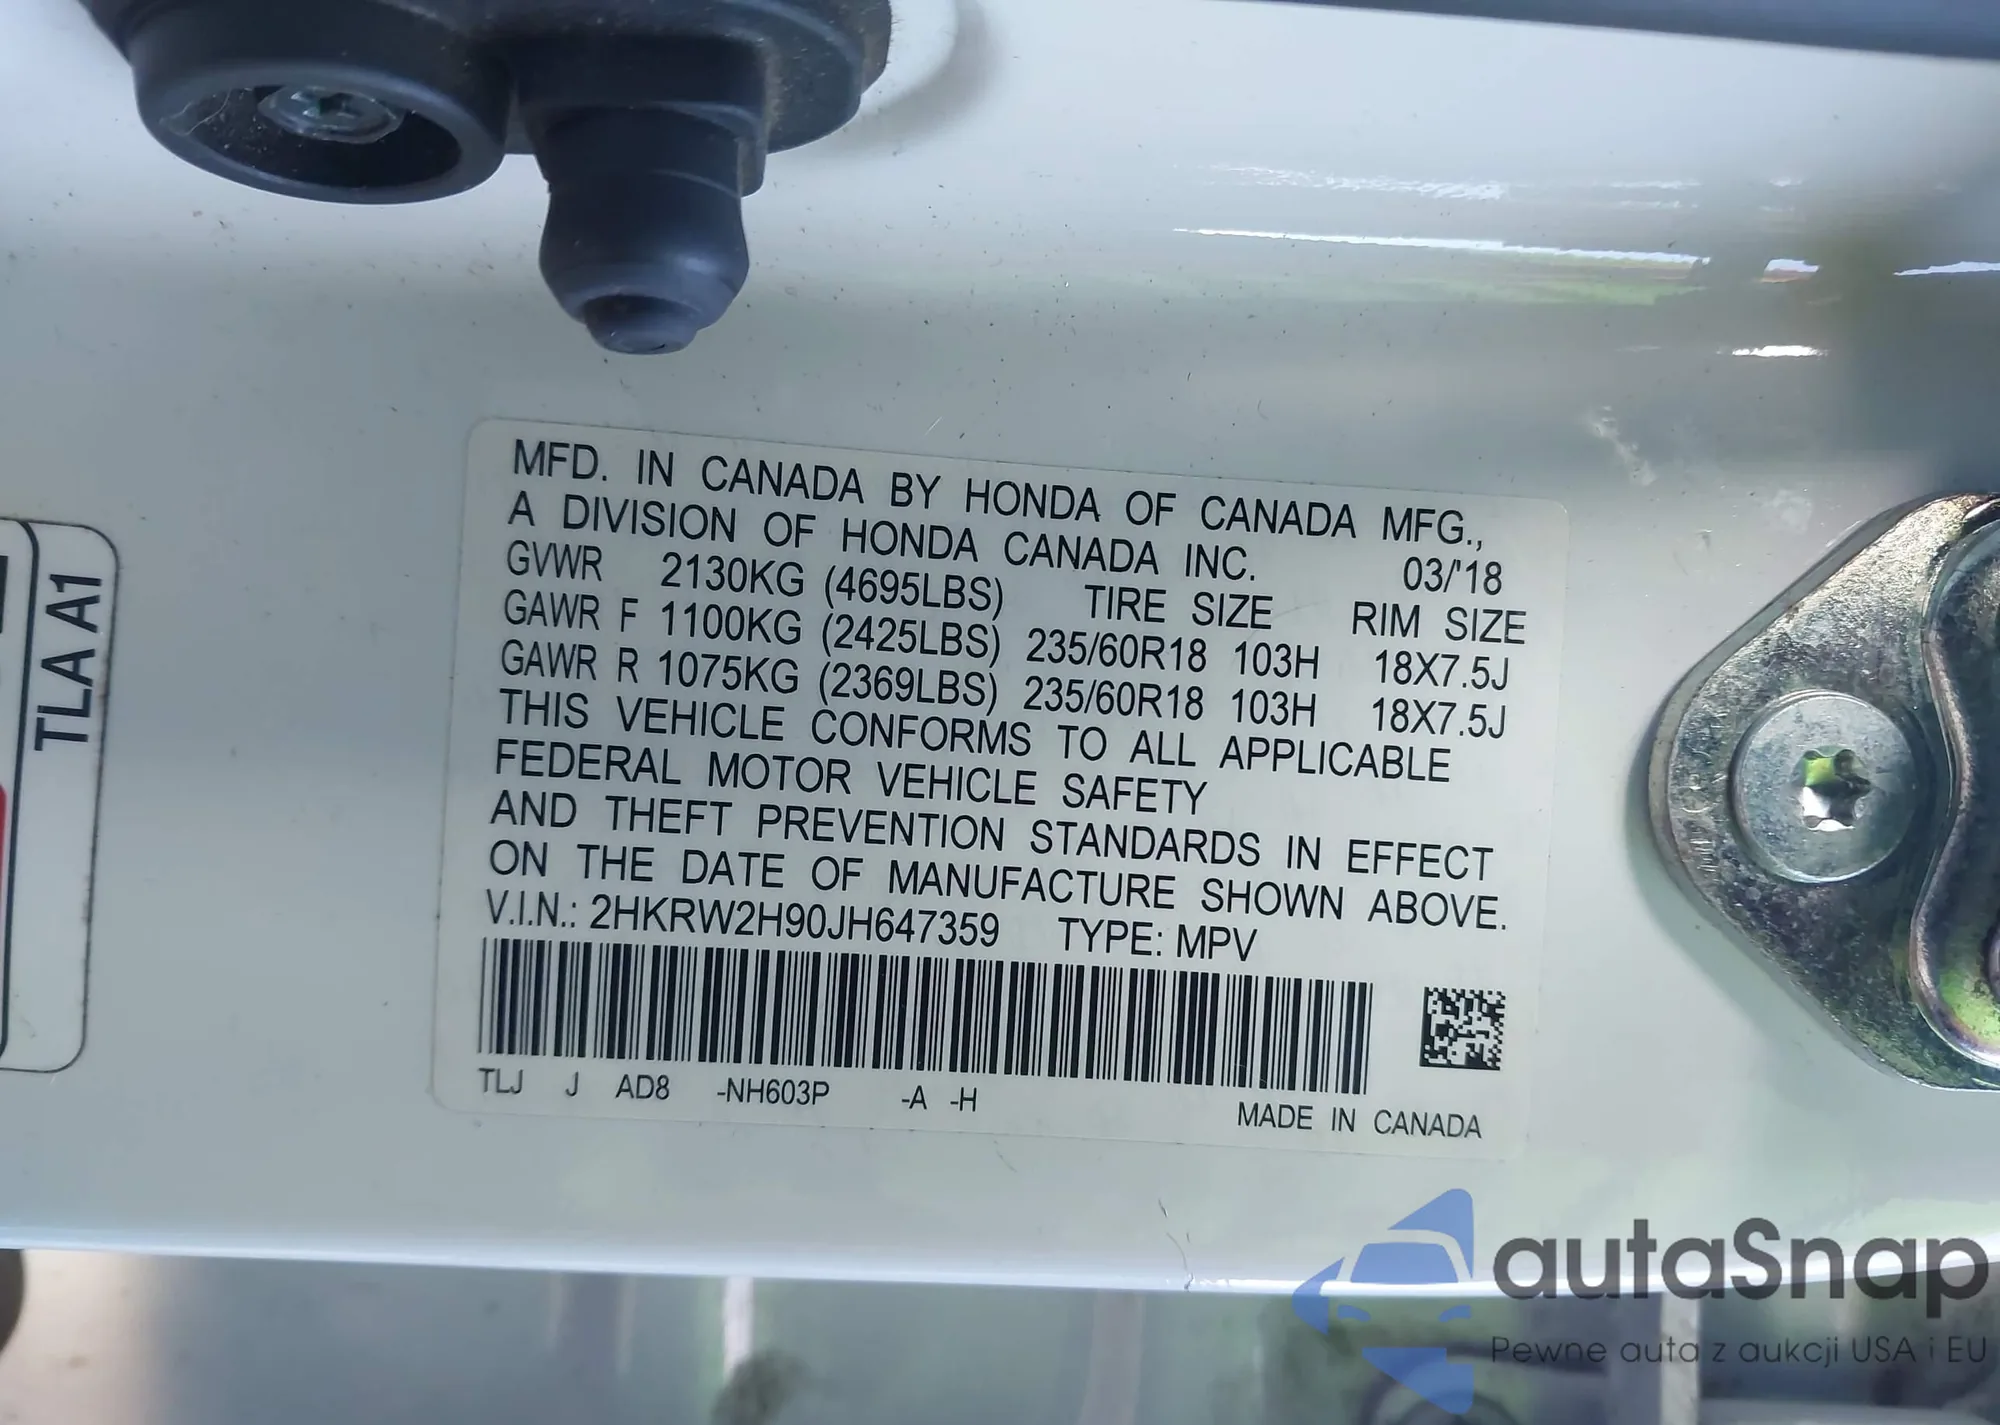 MFD. IN CANADA BY HONDA OF CANADA MFG.,
A DIVISION OF HONDA CANADA INC. 03/'18
GVWR 2130KG (4695LBS) TIRE SIZE RIM SIZE
GAWR F 1100KG (2425LBS) 235/60R18 103H 18X7.5J
GAWR R 1075KG (2369LBS) 235/60R18 103H 18X7.5J
THIS VEHICLE CONFORMS TO ALL APPLICABLE
FEDERAL MOTOR VEHICLE SAFETY
AND THEFT PREVENTION STANDARDS IN EFFECT
ON THE DATE OF MANUFACTURE SHOWN ABOVE.
V.I.N.: 2HKRW2H90JH647359 TYPE: MPV
TLJ J AD8 -NH603P -A -H
MADE IN CANADA
TLA A1
autaSnap
Pewne auta z aukcji USA i EU